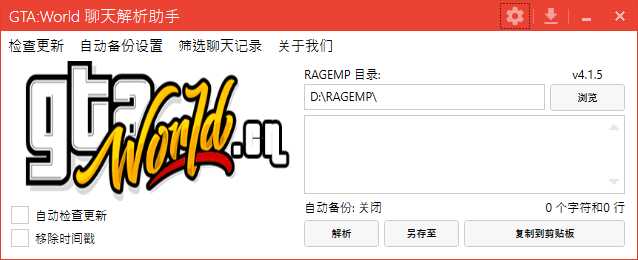 GTA:World 聊天解析助手
检查更新 自动备份设置 筛选聊天记录 关于我们
gta
World.cn
RAGEMP 目录: v4.1.5
D:\RAGEMP\ 浏览
自动备份: 关闭 0 个字符和0 行
自动检查更新
移除时间戳
解析 另存至 复制到剪贴板